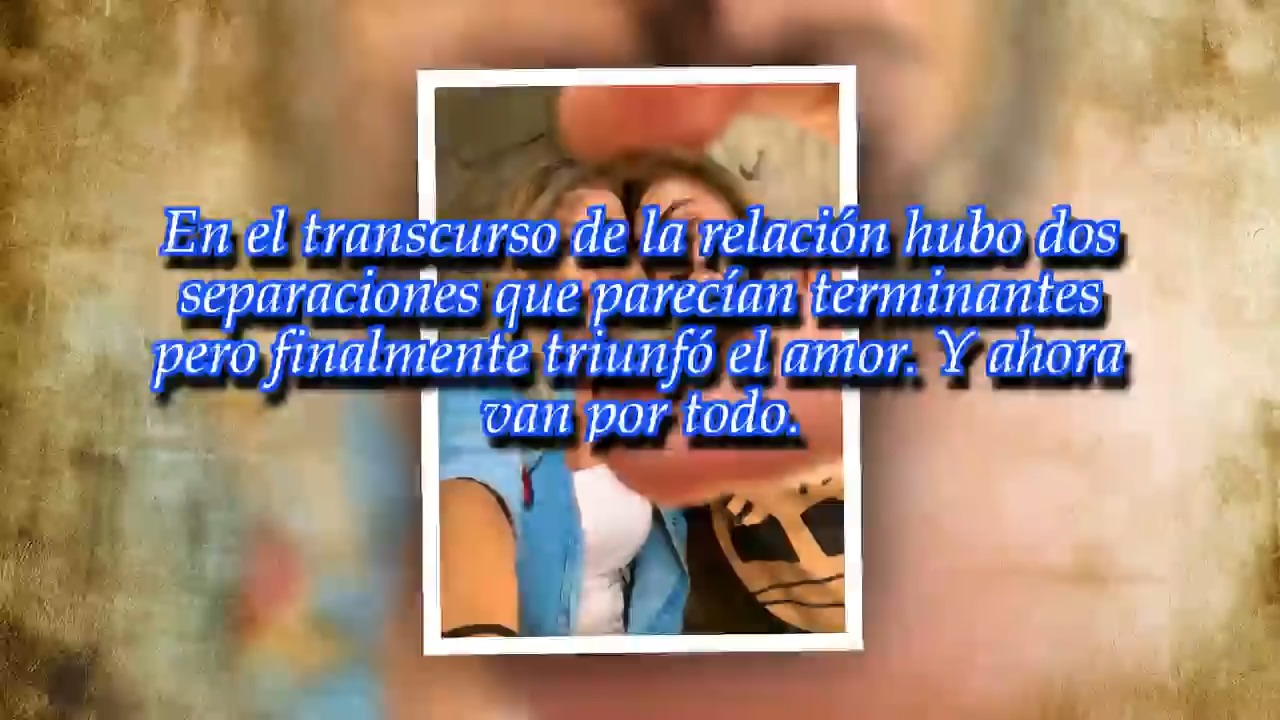 En el transcurso de la relación hubo dos
separaciones que parecían terminantes
pero finalmente triunfó el amor. Y ahora
van por todo.